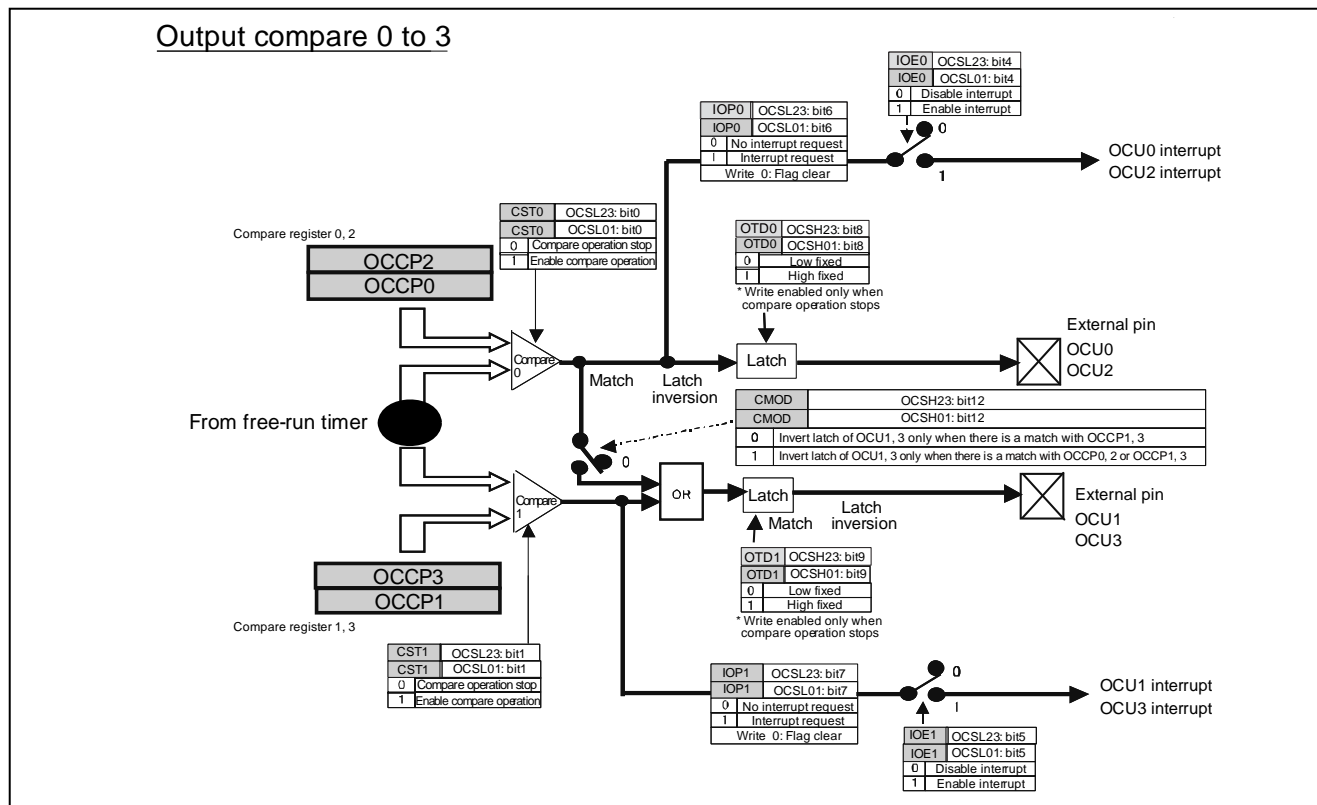 Output compare 0 to 3
IOE0 OCSL23: bit4
IOE0 OCSL01: bit4
0 Disable interrupt
1 Enable interrupt
IOP0 OCSL23: bit6
IOP0 OCSL01: bit6
0 No interrupt request
I Interrupt request
Write 0: Flag clear
0
1
OCU0 interrupt
OCU2 interrupt
CST0 OCSL23: bit0
CST0 OCSL01: bit0
0 Compare operation stop
1 Enable compare operation
OTD0 OCSH23: bit8
OTD0 OCSH01: bit8
0 Low fixed
I High fixed
* Write enabled only when
compare operation stops
Compare register 0, 2
OCCP2
OCCP0
Compare
0
Match
Latch
inversion
Latch
External pin
OCU0
OCU2
From free-run timer
CMOD OCSH23: bit12
CMOD OCSH01: bit12
0 Invert latch of OCU1, 3 only when there is a match with OCCP1, 3
1 Invert latch of OCU1, 3 only when there is a match with OCCP0, 2 or OCCP1, 3
0
Compare
1
OR
Latch
Match
Latch
inversion
External pin
OCU1
OCU3
OTD1 OCSH23: bit9
OTD1 OCSH01: bit9
0 Low fixed
1 High fixed
* Write enabled only when
compare operation stops
OCCP3
OCCP1
Compare register 1, 3
CST1 OCSL23: bit1
CST1 OCSL01: bit1
0 Compare operation stop
1 Enable compare operation
IOP1 OCSL23: bit7
IOP1 OCSL01: bit7
0 No interrupt request
1 Interrupt request
Write 0: Flag clear
0
I
OCU1 interrupt
OCU3 interrupt
IOE1 OCSL23: bit5
IOE1 OCSL01: bit5
0 Disable interrupt
1 Enable interrupt